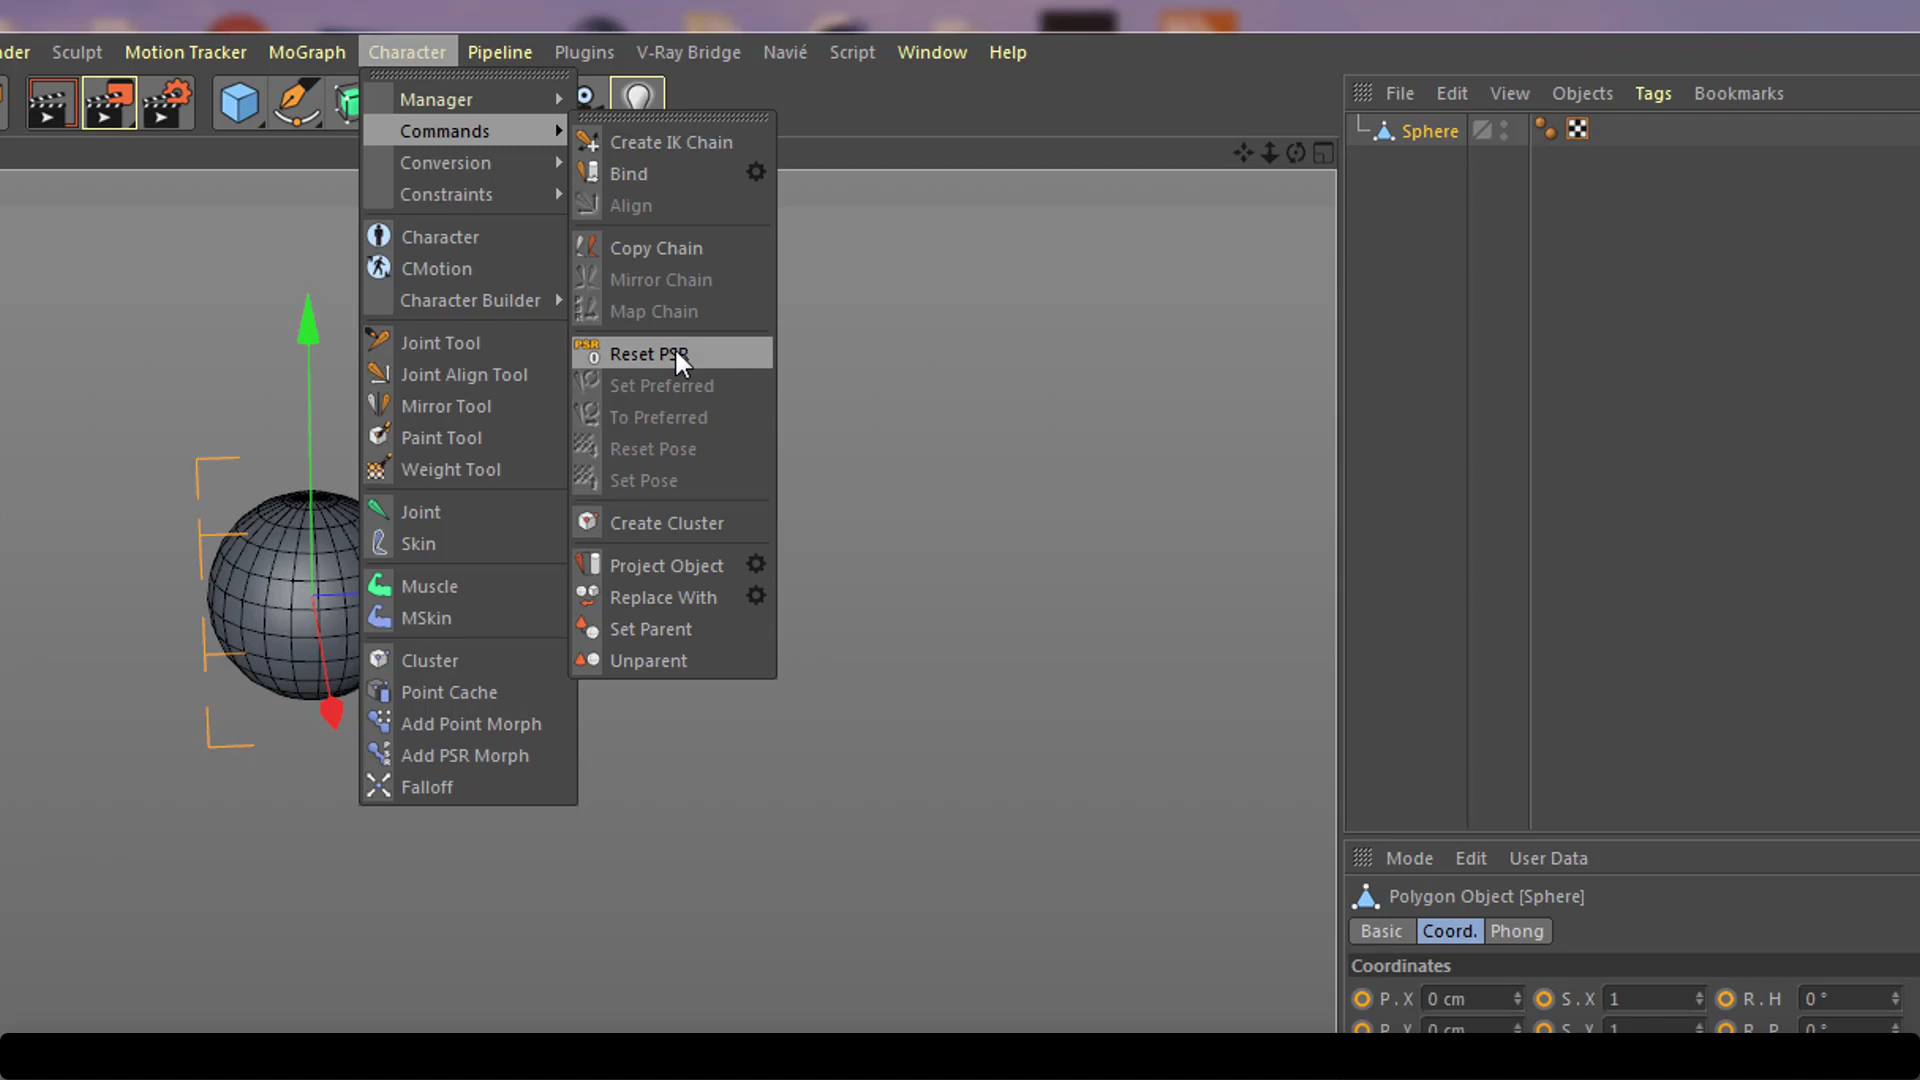 der Sculpt Motion Tracker MoGraph Character Pipeline Plugins V-Ray Bridge Navié Script Window Help
File Edit View Objects Tags Bookmarks
Sphere
Manager
Commands
Conversion
Constraints
Character
CMotion
Character Builder
Joint Tool
Joint Align Tool
Mirror Tool
Paint Tool
Weight Tool
Joint
Skin
Muscle
MSkin
Cluster
Point Cache
Add Point Morph
Add PSR Morph
Falloff
Create IK Chain
Bind
Align
Copy Chain
Mirror Chain
Map Chain
PSR 0 Reset PSR
Set Preferred
To Preferred
Reset Pose
Set Pose
Create Cluster
Project Object
Replace With
Set Parent
Unparent
Mode Edit User Data
Polygon Object [Sphere]
Basic Coord. Phong
Coordinates
P . X 0 cm S . X 1 R . H 0 °
P . Y 0 cm S . Y 1 R . P 0 °